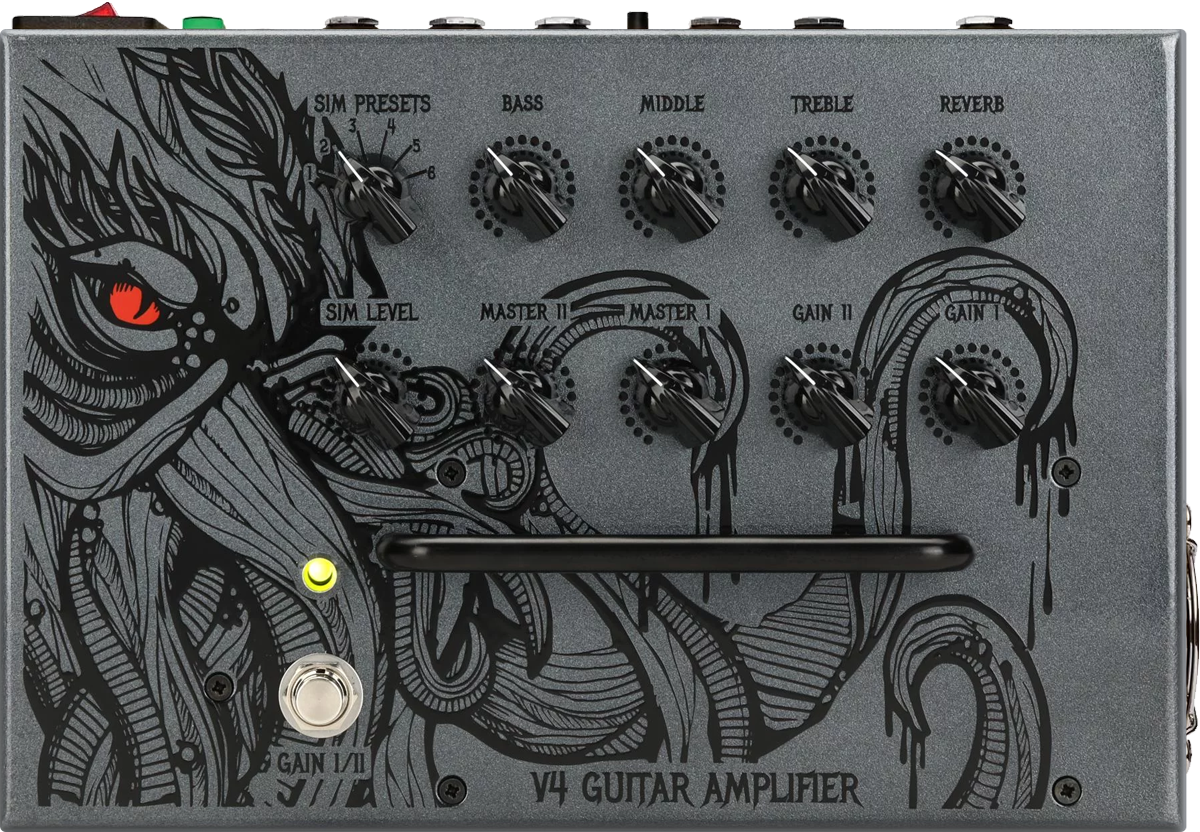 SIM PRESETS BASS MIDDLE TREBLE REVERB
1 2 3 4 5 6
SIM LEVEL MASTER II MASTER I GAIN II GAIN I
GAIN I/II
V4 GUITAR AMPLIFIER